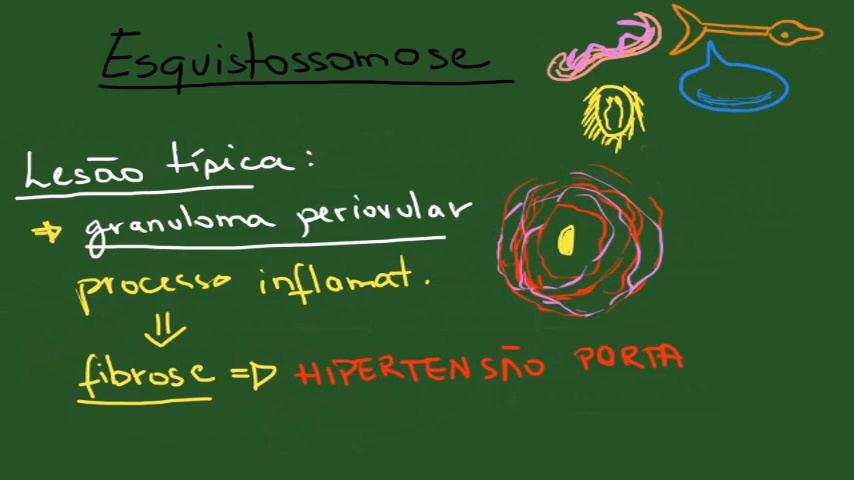 Esquistossomose
Lesão típica:
⇒ granuloma periovular
processo inflamat.
⇓
fibrose ⇒ HIPERTENSÃO PORTA